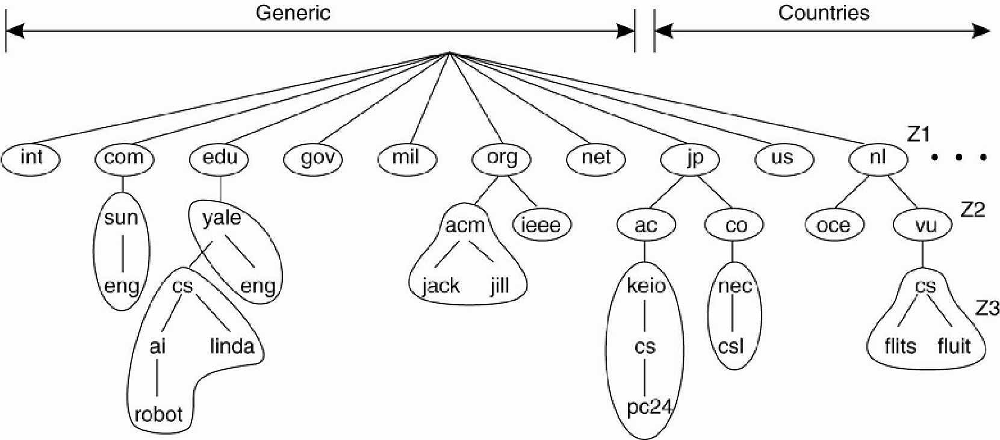 Generic Countries
Z1
int com edu gov mil org net jp us nl • • •
Z2
sun yale acm ieee ac co oce vu
eng cs eng jack jill keio nec cs
Z3
ai linda cs csl flits fluit
robot pc24